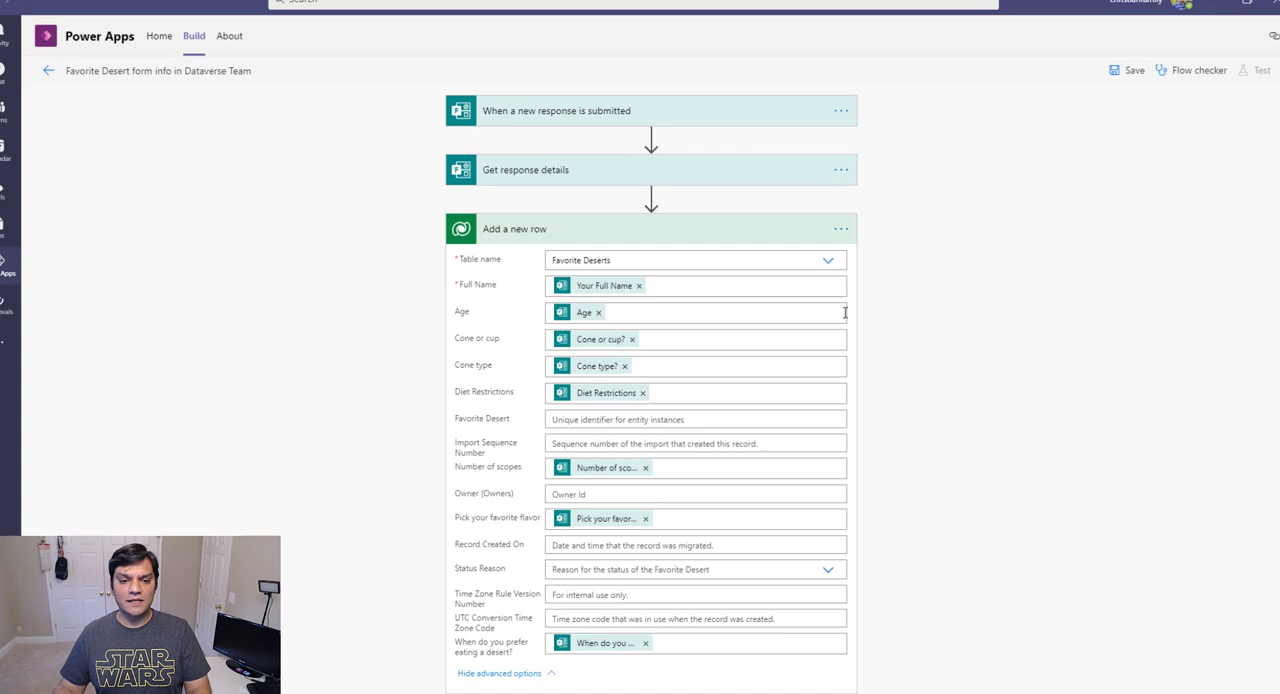 Search
Power Apps Home Build About
Favorite Desert form info in Dataverse Team
Save Flow checker Test
Apps
When a new response is submitted
Get response details
Add a new row
*Table name Favorite Deserts
*Full Name Your Full Name ×
Age Age ×
Cone or cup Cone or cup? ×
Cone type Cone type? ×
Diet Restrictions Diet Restrictions ×
Favorite Desert Unique identifier for entity instances
Import Sequence
Number
Sequence number of the import that created this record.
Number of scopes Number of sco... ×
Owner (Owners) Owner Id
Pick your favorite flavor Pick your favor... ×
Record Created On Date and time that the record was migrated.
Status Reason Reason for the status of the Favorite Desert
Time Zone Rule Version
Number
For internal use only.
UTC Conversion Time
Zone Code
Time zone code that was in use when the record was created.
When do you prefer
eating a desert?
When do you ... ×
Hide advanced options
STAR
WARS